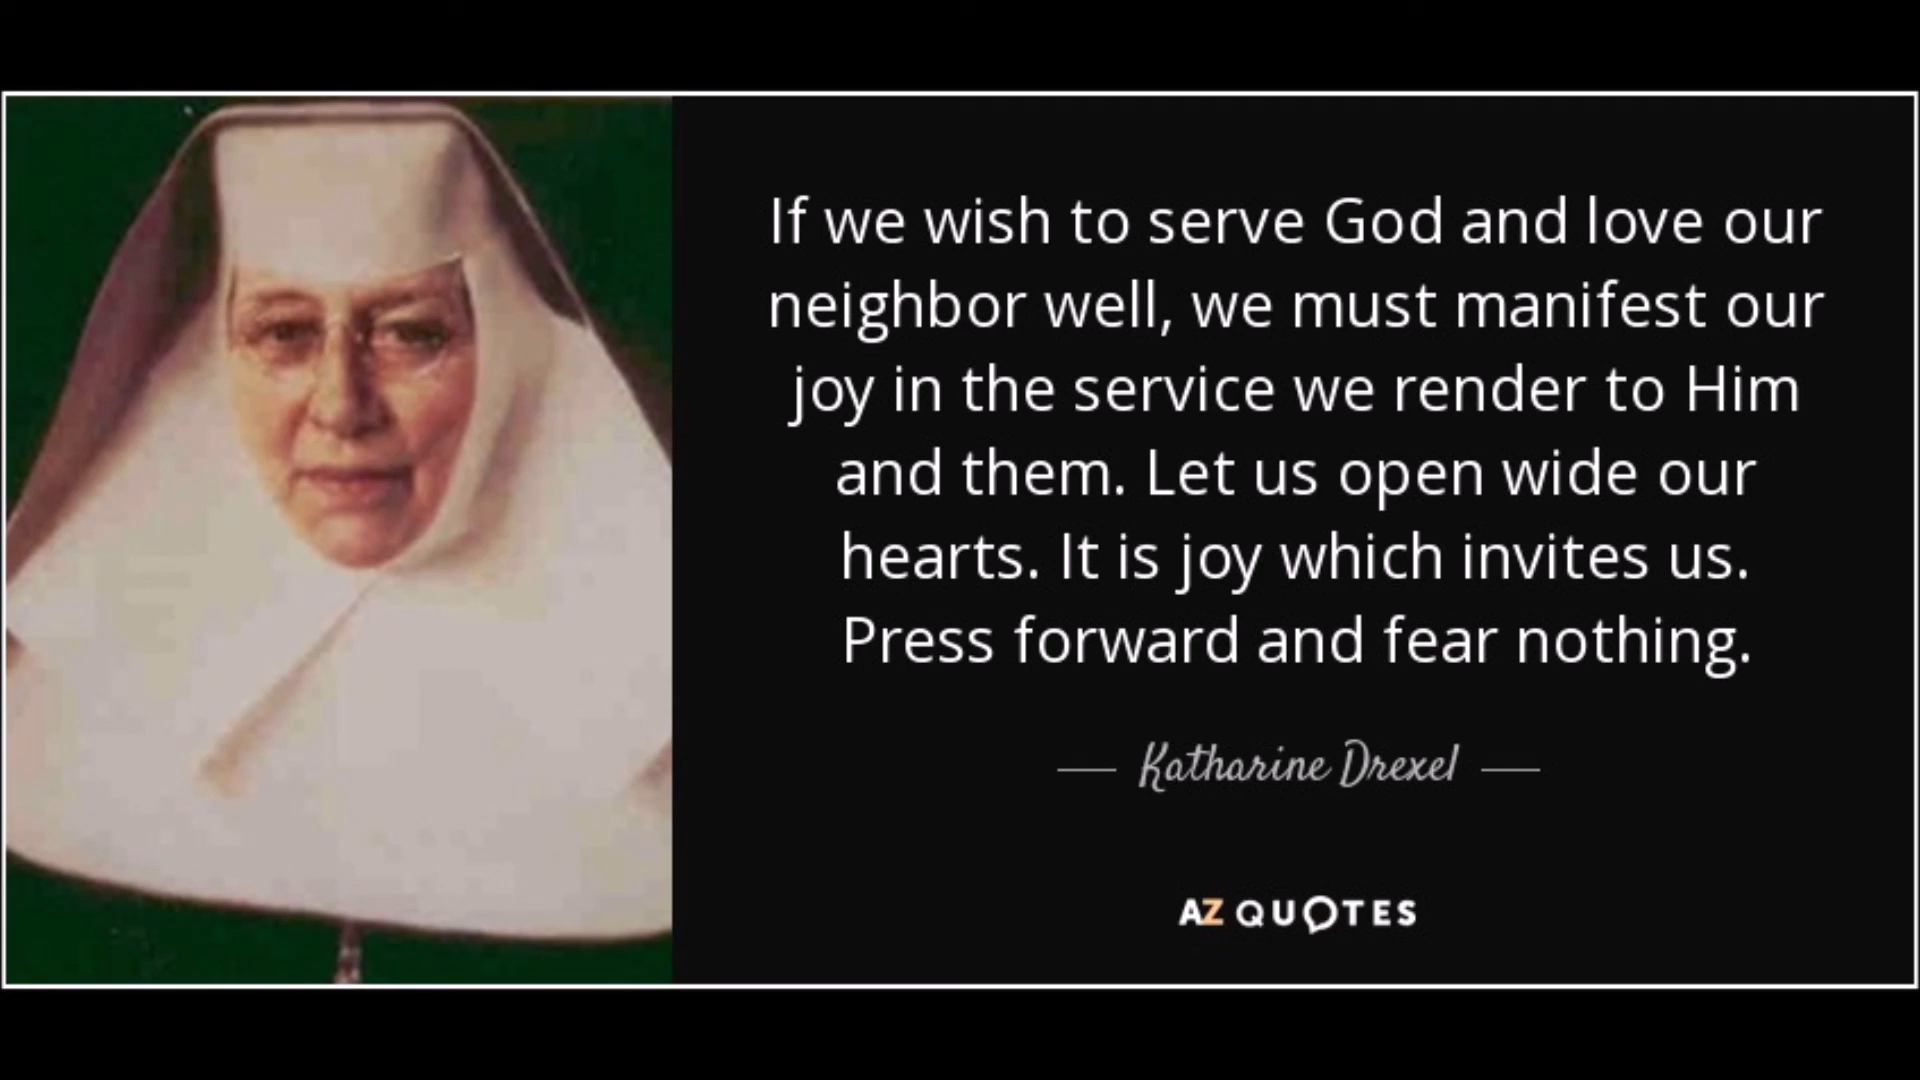 If we wish to serve God and love our
neighbor well, we must manifest our
joy in the service we render to Him
and them. Let us open wide our
hearts. It is joy which invites us.
Press forward and fear nothing.
Katharine Drexel
AZ QUOTES